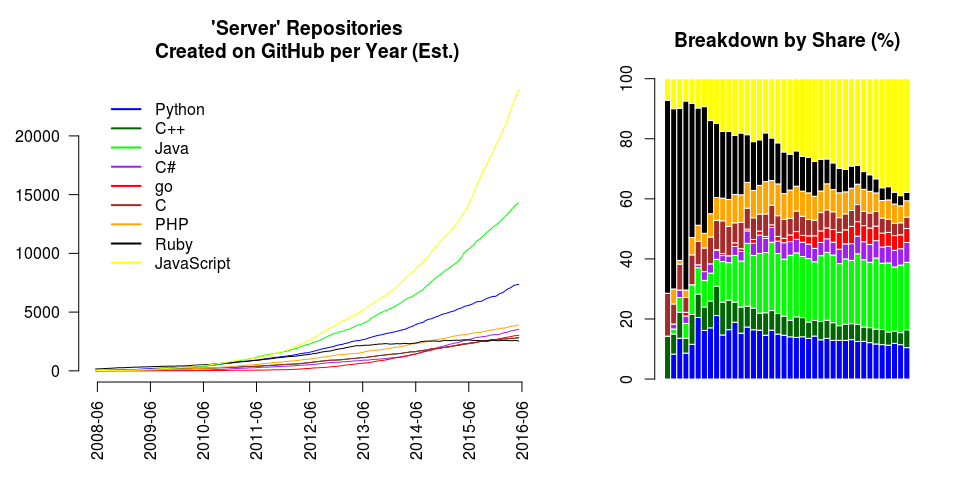 'Server' Repositories
Created on GitHub per Year (Est.)
Python
C++
Java
C#
go
C
PHP
Ruby
JavaScript
20000
15000
10000
5000
0
2008-06
2009-06
2010-06
2011-06
2012-06
2013-06
2014-06
2015-06
2016-06
Breakdown by Share (%)
100
80
60
40
20
0